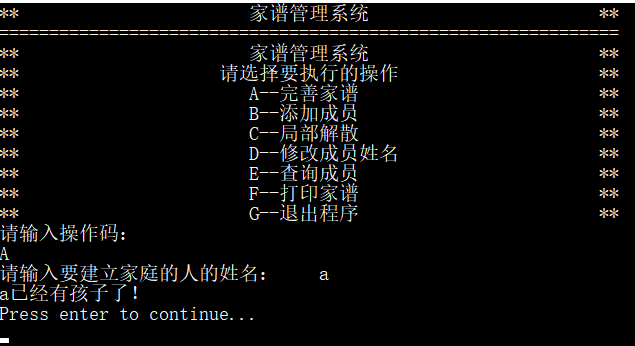 ** 家谱管理系统 **
==============================================================
** 家谱管理系统 **
** 请选择要执行的操作 **
** A--完善家谱 **
** B--添加成员 **
** C--局部解散 **
** D--修改成员姓名 **
** E--查询成员 **
** F--打印家谱 **
** G--退出程序 **
请输入操作码：
A
请输入要建立家庭的人的姓名： a
a已经有孩子了！
Press enter to continue...